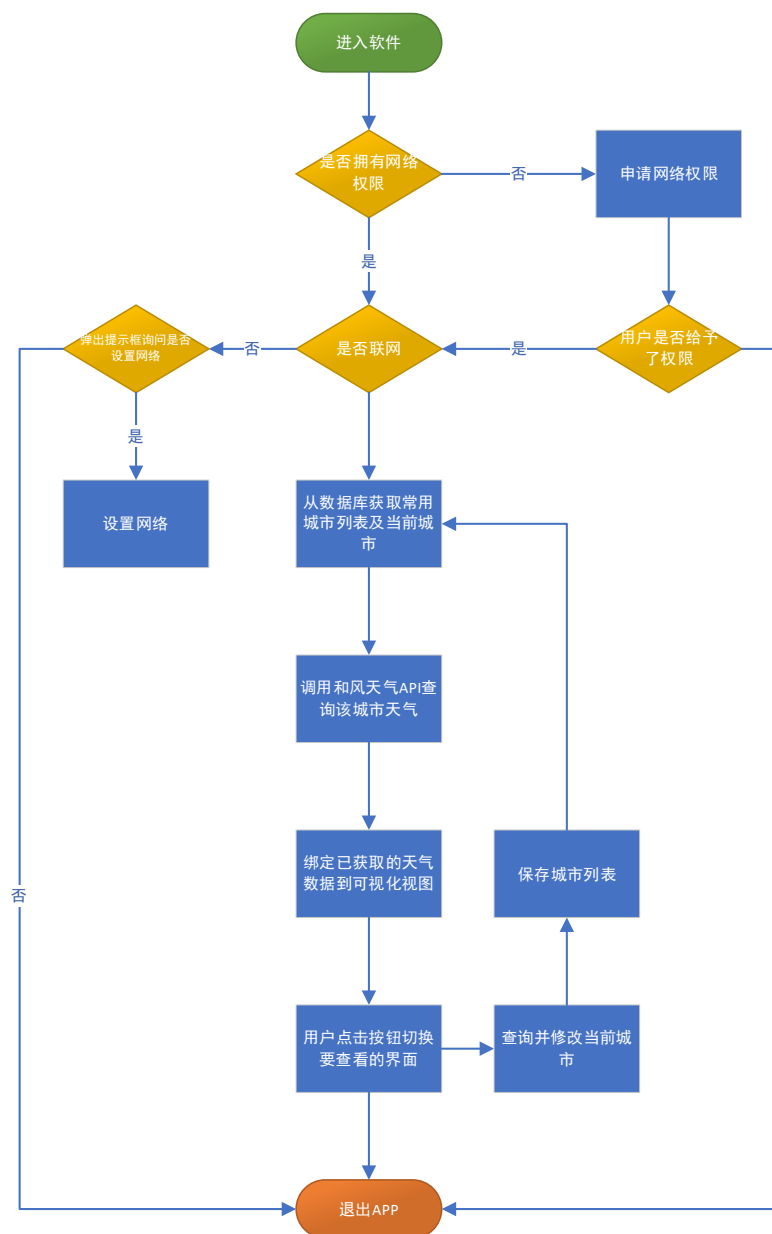 进入软件
是否拥有网络
权限
否
申请网络权限
是
弹出提示框询问是否
设置网络
否
是否联网
是
用户是否给予
了权限
是
设置网络
从数据库获取常用
城市列表及当前城
市
调用和风天气API查
询该城市天气
绑定已获取的天气
数据到可视化视图
保存城市列表
否
用户点击按钮切换
要查看的界面
查询并修改当前城
市
退出APP